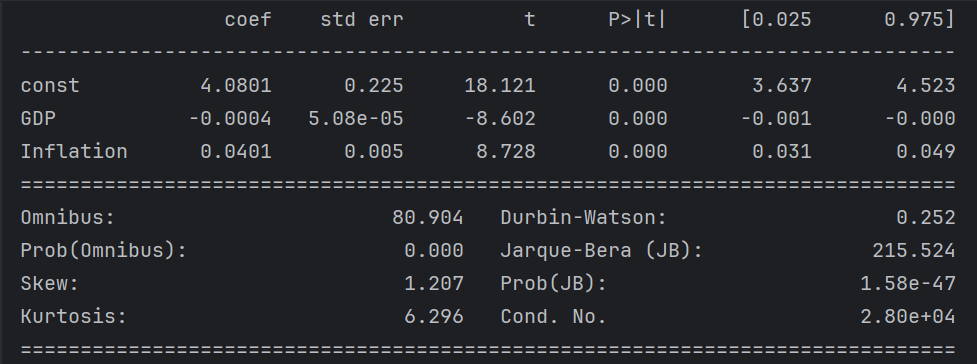 coef    std err          t      P>|t|      [0.025      0.975]
------------------------------------------------------------------------------
const          4.0801      0.225     18.121      0.000       3.637       4.523
GDP           -0.0004   5.08e-05     -8.602      0.000      -0.001      -0.000
Inflation      0.0401      0.005      8.728      0.000       0.031       0.049
==============================================================================
Omnibus:                       80.904   Durbin-Watson:                   0.252
Prob(Omnibus):                  0.000   Jarque-Bera (JB):              215.524
Skew:                           1.207   Prob(JB):                     1.58e-47
Kurtosis:                       6.296   Cond. No.                     2.80e+04
==============================================================================